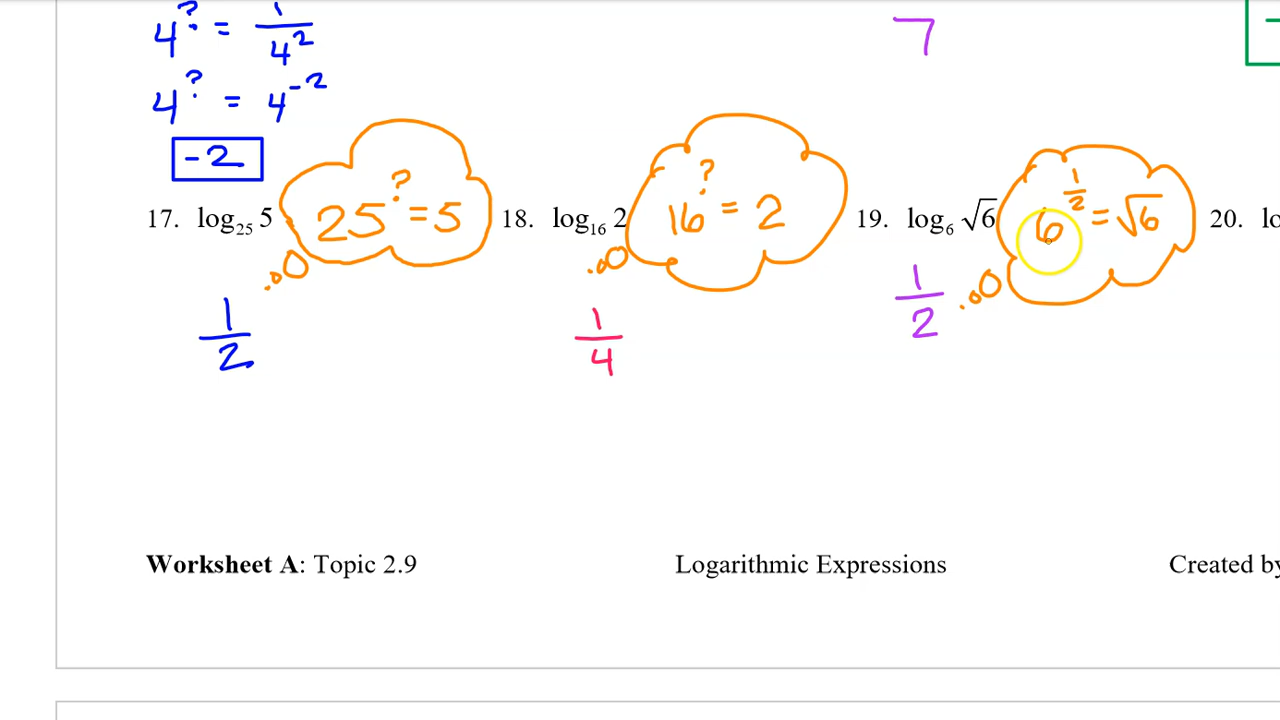 4^? = 1/4^2
7
4^? = 4^-2
-2
17. log₂₅ 5 25^? = 5
18. log₁₆ 2 16^? = 2
19. log₆ √6 6^1/2 = √6
20.
1/2
1/4
1/2
Worksheet A: Topic 2.9 Logarithmic Expressions Created